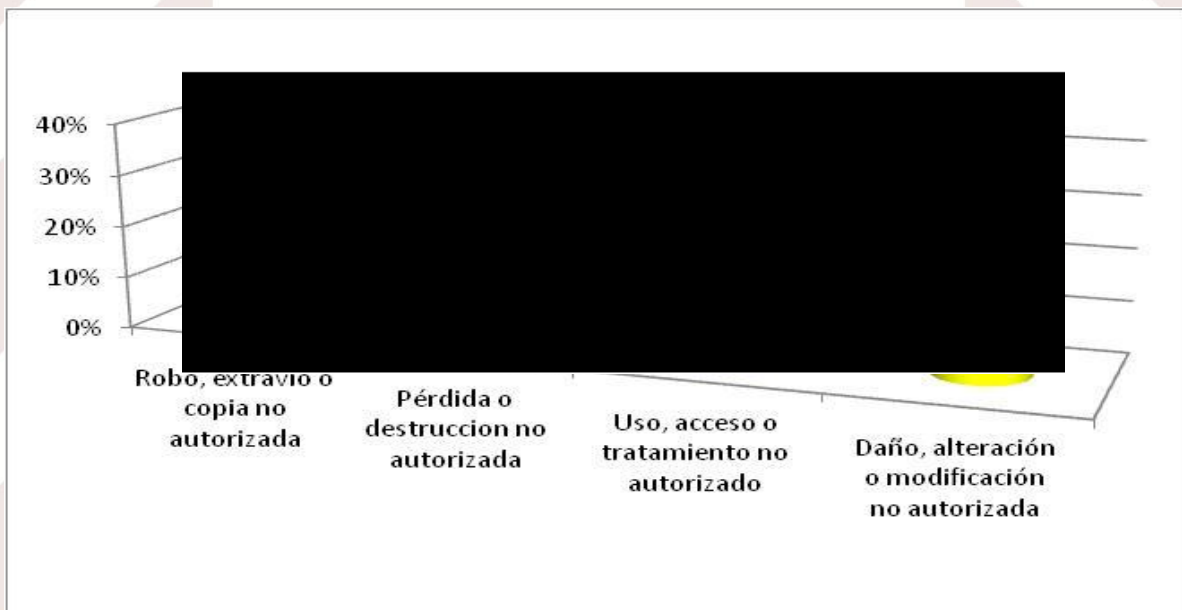 40%
30%
20%
10%
0%
Robo, extravío o
copia no
autorizada
Pérdida o
destruccion no
autorizada
Uso, acceso o
tratamiento no
autorizado
Daño, alteración
o modificación
no autorizada